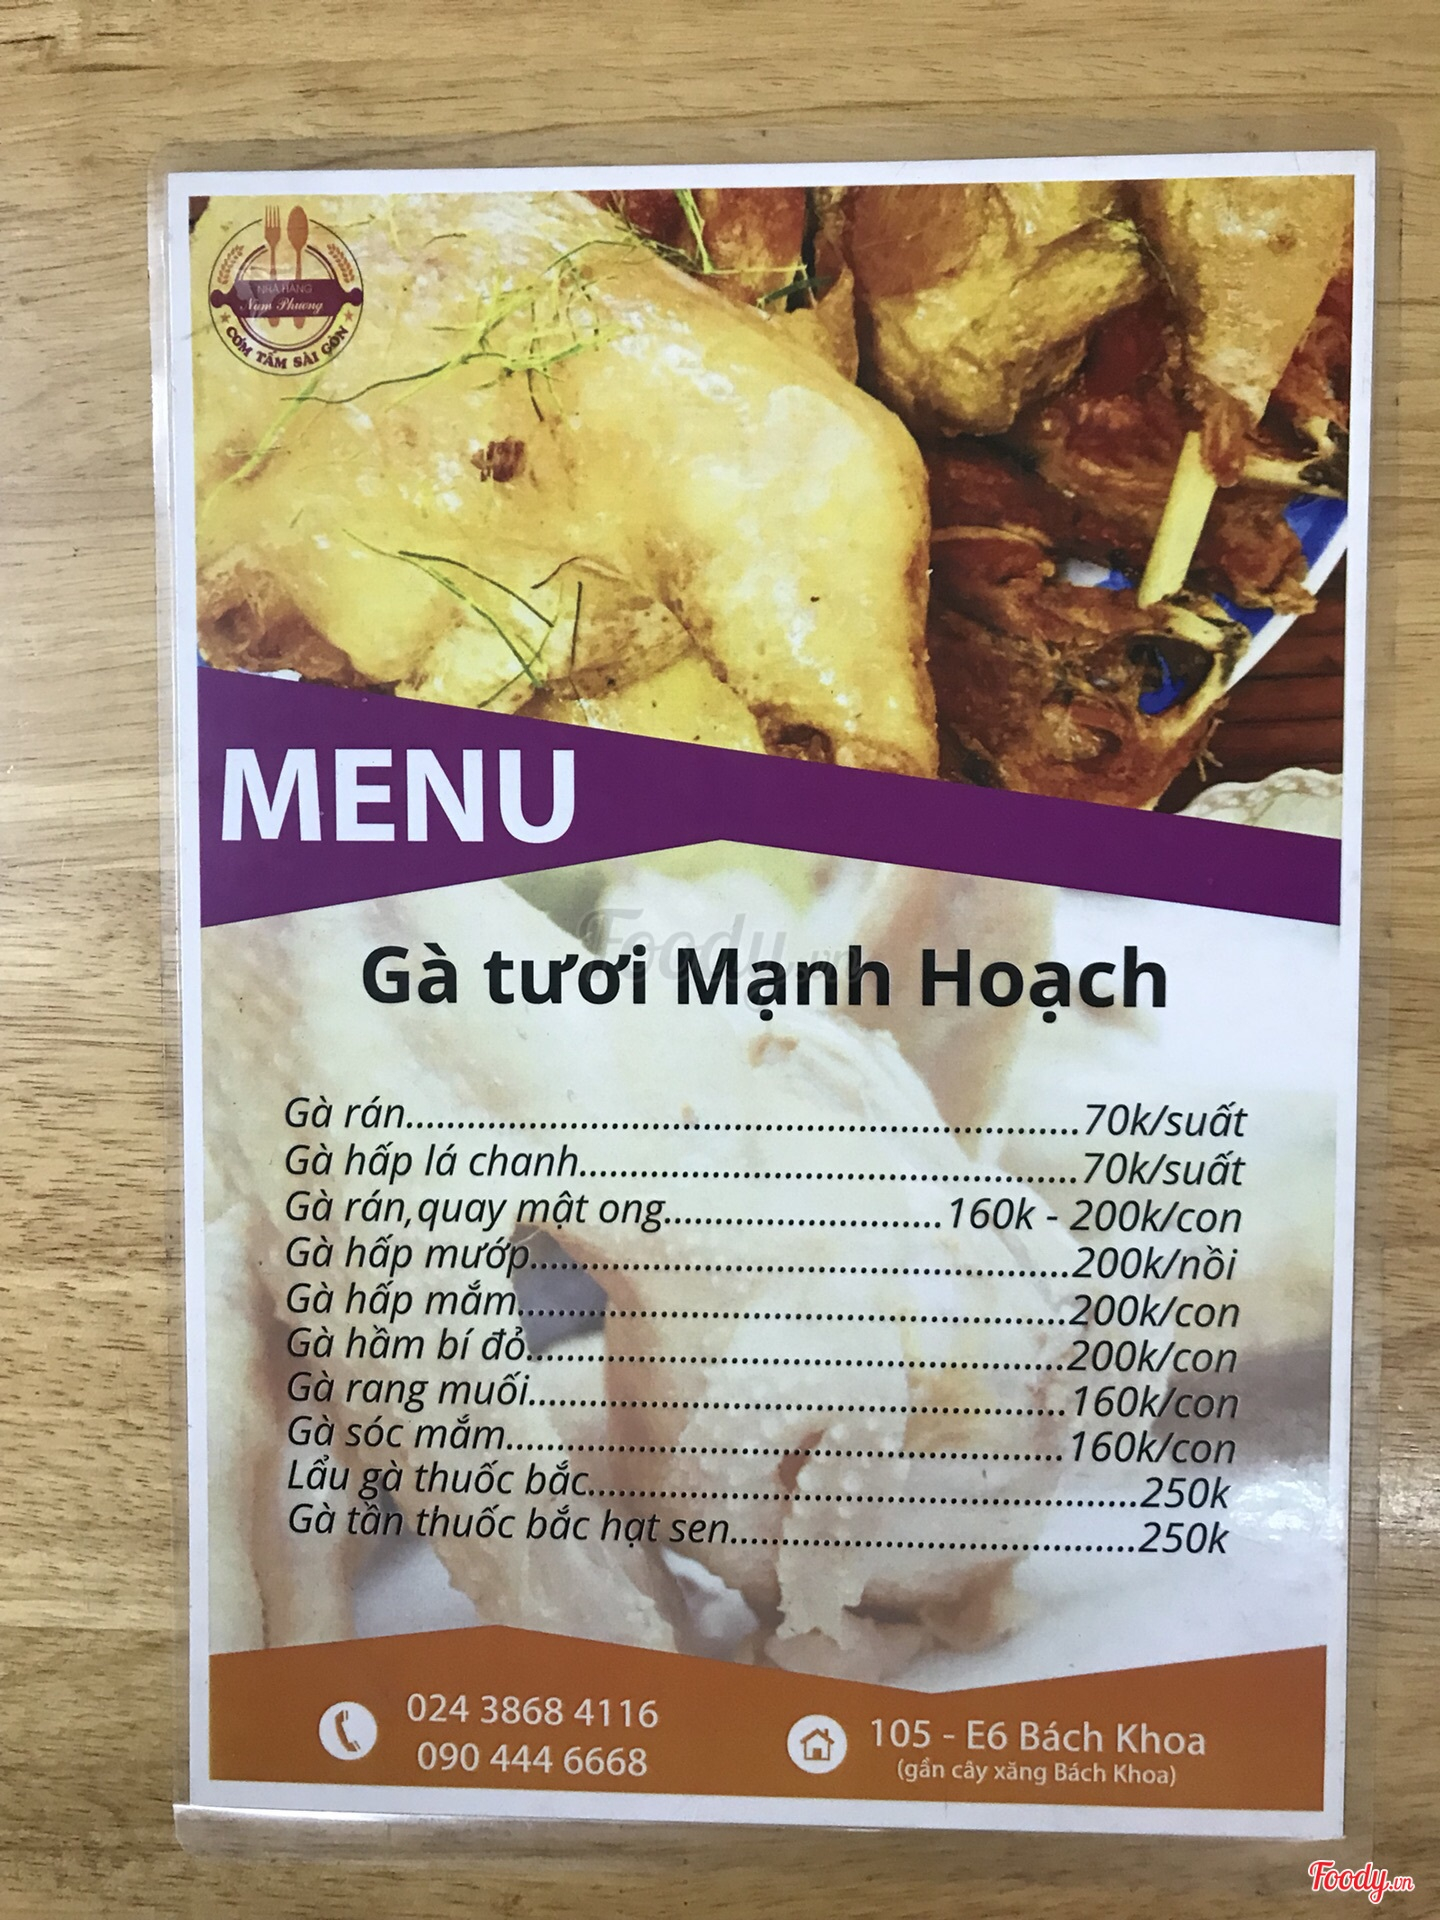 NHÀ HÀNG
Nam Phương
CƠM TẤM SÀI GÒN
MENU
Foody.vn
Gà tươi Mạnh Hoạch
Gà rán....................70k/suất
Gà hấp lá chanh....................70k/suất
Gà rán,quay mật ong....................160k - 200k/con
Gà hấp mướp....................200k/nồi
Gà hấp mắm....................200k/con
Gà hầm bí đỏ....................200k/con
Gà rang muối....................160k/con
Gà sóc mắm....................160k/con
Lẩu gà thuốc bắc....................250k
Gà tần thuốc bắc hạt sen....................250k
024 3868 4116
090 444 6668
105 - E6 Bách Khoa
(gần cây xăng Bách Khoa)
Foody.vn